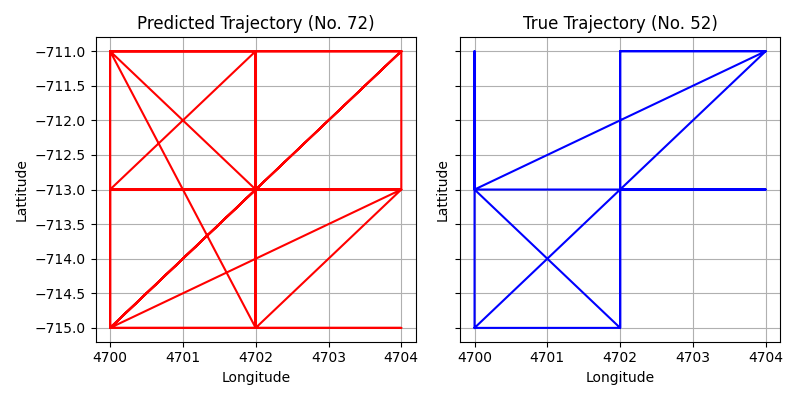 Predicted Trajectory (No. 72)
True Trajectory (No. 52)
−711.0
−711.5
−712.0
−712.5
−713.0
−713.5
−714.0
−714.5
−715.0
Lattitude
Lattitude
4700 4701 4702 4703 4704
4700 4701 4702 4703 4704
Longitude
Longitude